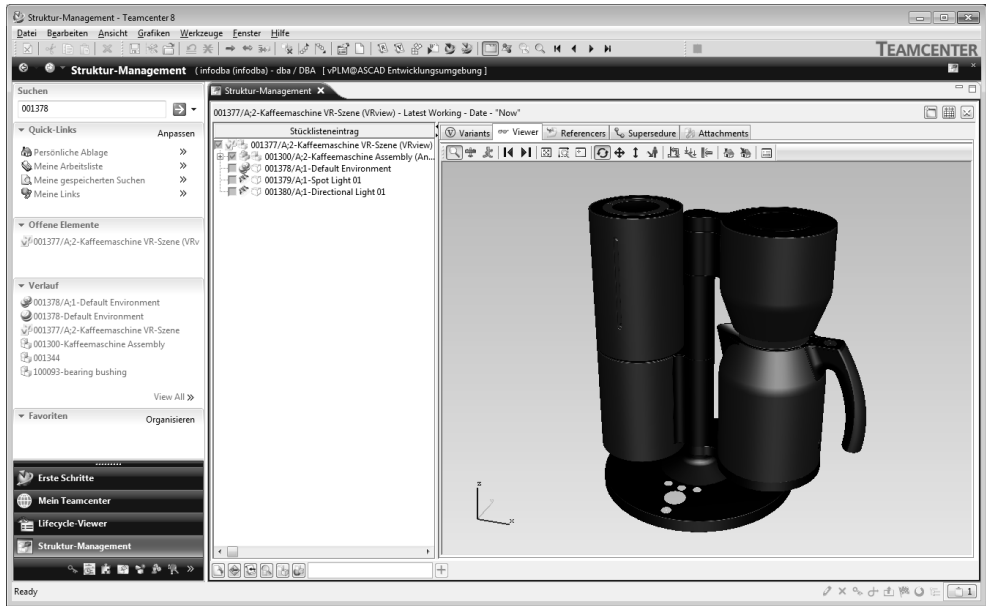 Struktur-Management - Teamcenter 8
Datei Bearbeiten Ansicht Grafiken Werkzeuge Fenster Hilfe
TEAMCENTER
Struktur-Management ( infodba (infodba) - dba / DBA [ vPLM@ASCAD Entwicklungsumgebung ]
Suchen
001378
Quick-Links
Anpassen
Persönliche Ablage
Meine Arbeitsliste
Meine gespeicherten Suchen
Meine Links
Offene Elemente
001377/A;2-Kaffeemaschine VR-Szene (VRv
Verlauf
001378/A;1-Default Environment
001378-Default Environment
001377/A;2-Kaffeemaschine VR-Szene
001300-Kaffeemaschine Assembly
001344
100093-bearing bushing
View All
Favoriten
Organisieren
Erste Schritte
Mein Teamcenter
Lifecycle-Viewer
Struktur-Management
Struktur-Management
001377/A;2-Kaffeemaschine VR-Szene (VRview) - Latest Working - Date - "Now"
Stücklisteneintrag
001377/A;2-Kaffeemaschine VR-Szene (VRview)
001300/A;2-Kaffeemaschine Assembly (An...
001378/A;1-Default Environment
001379/A;1-Spot Light 01
001380/A;1-Directional Light 01
Variants Viewer Referencers Supersedure Attachments
z
x
Ready
1